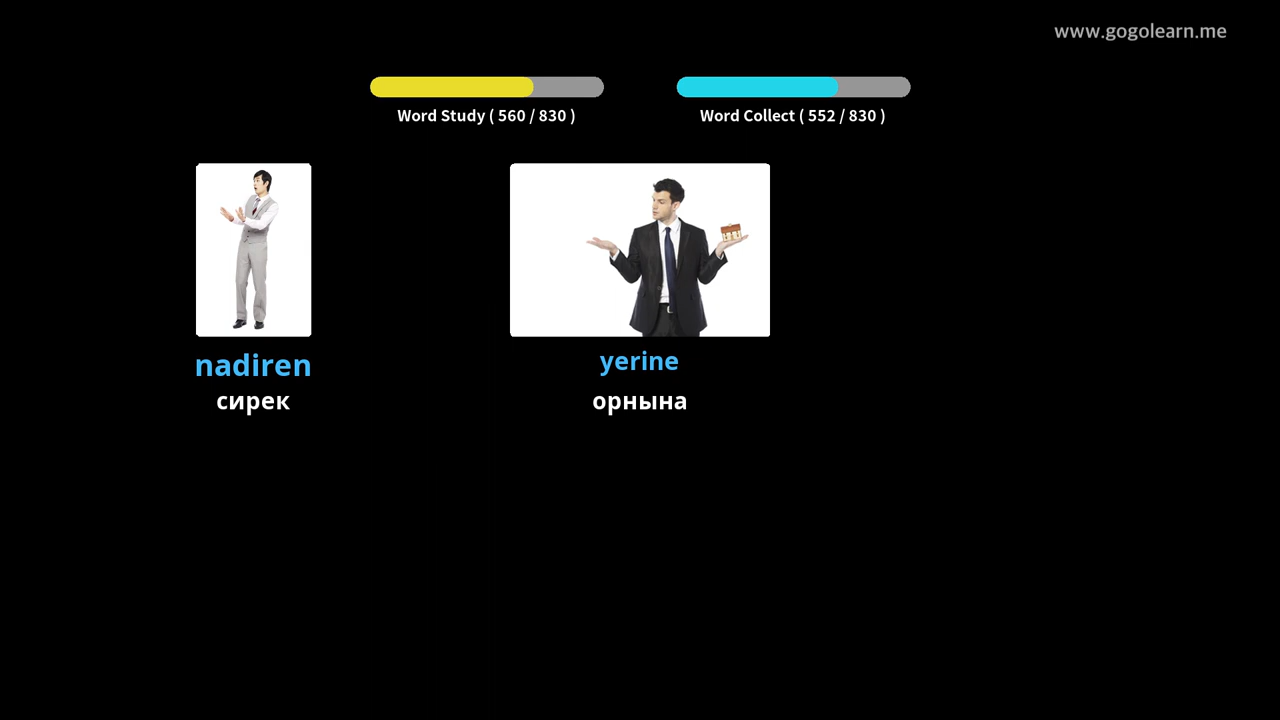 www.gogolearn.me
Word Study ( 560 / 830 )
Word Collect ( 552 / 830 )
nadiren
сирек
yerine
орнына